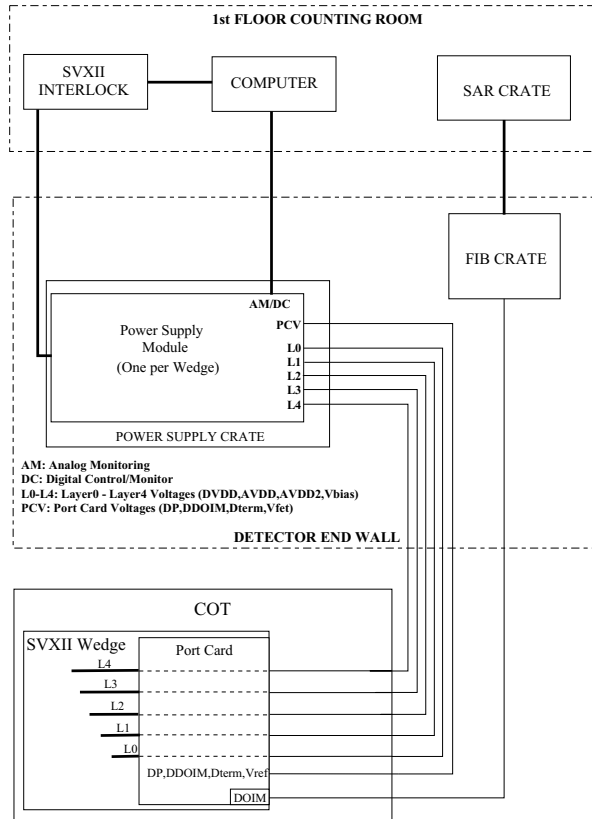 1st FLOOR COUNTING ROOM
SVXII
INTERLOCK
COMPUTER
SAR CRATE
FIB CRATE
AM/DC
PCV
Power Supply
Module
(One per Wedge)
L0
L1
L2
L3
L4
POWER SUPPLY CRATE
AM: Analog Monitoring
DC: Digital Control/Monitor
L0-L4: Layer0 - Layer4 Voltages (DVDD,AVDD,AVDD2,Vbias)
PCV: Port Card Voltages (DP,DDOIM,Dterm,Vfet)
DETECTOR END WALL
COT
SVXII Wedge
Port Card
L4
L3
L2
L1
L0
DP,DDOIM,Dterm,Vref
DOIM